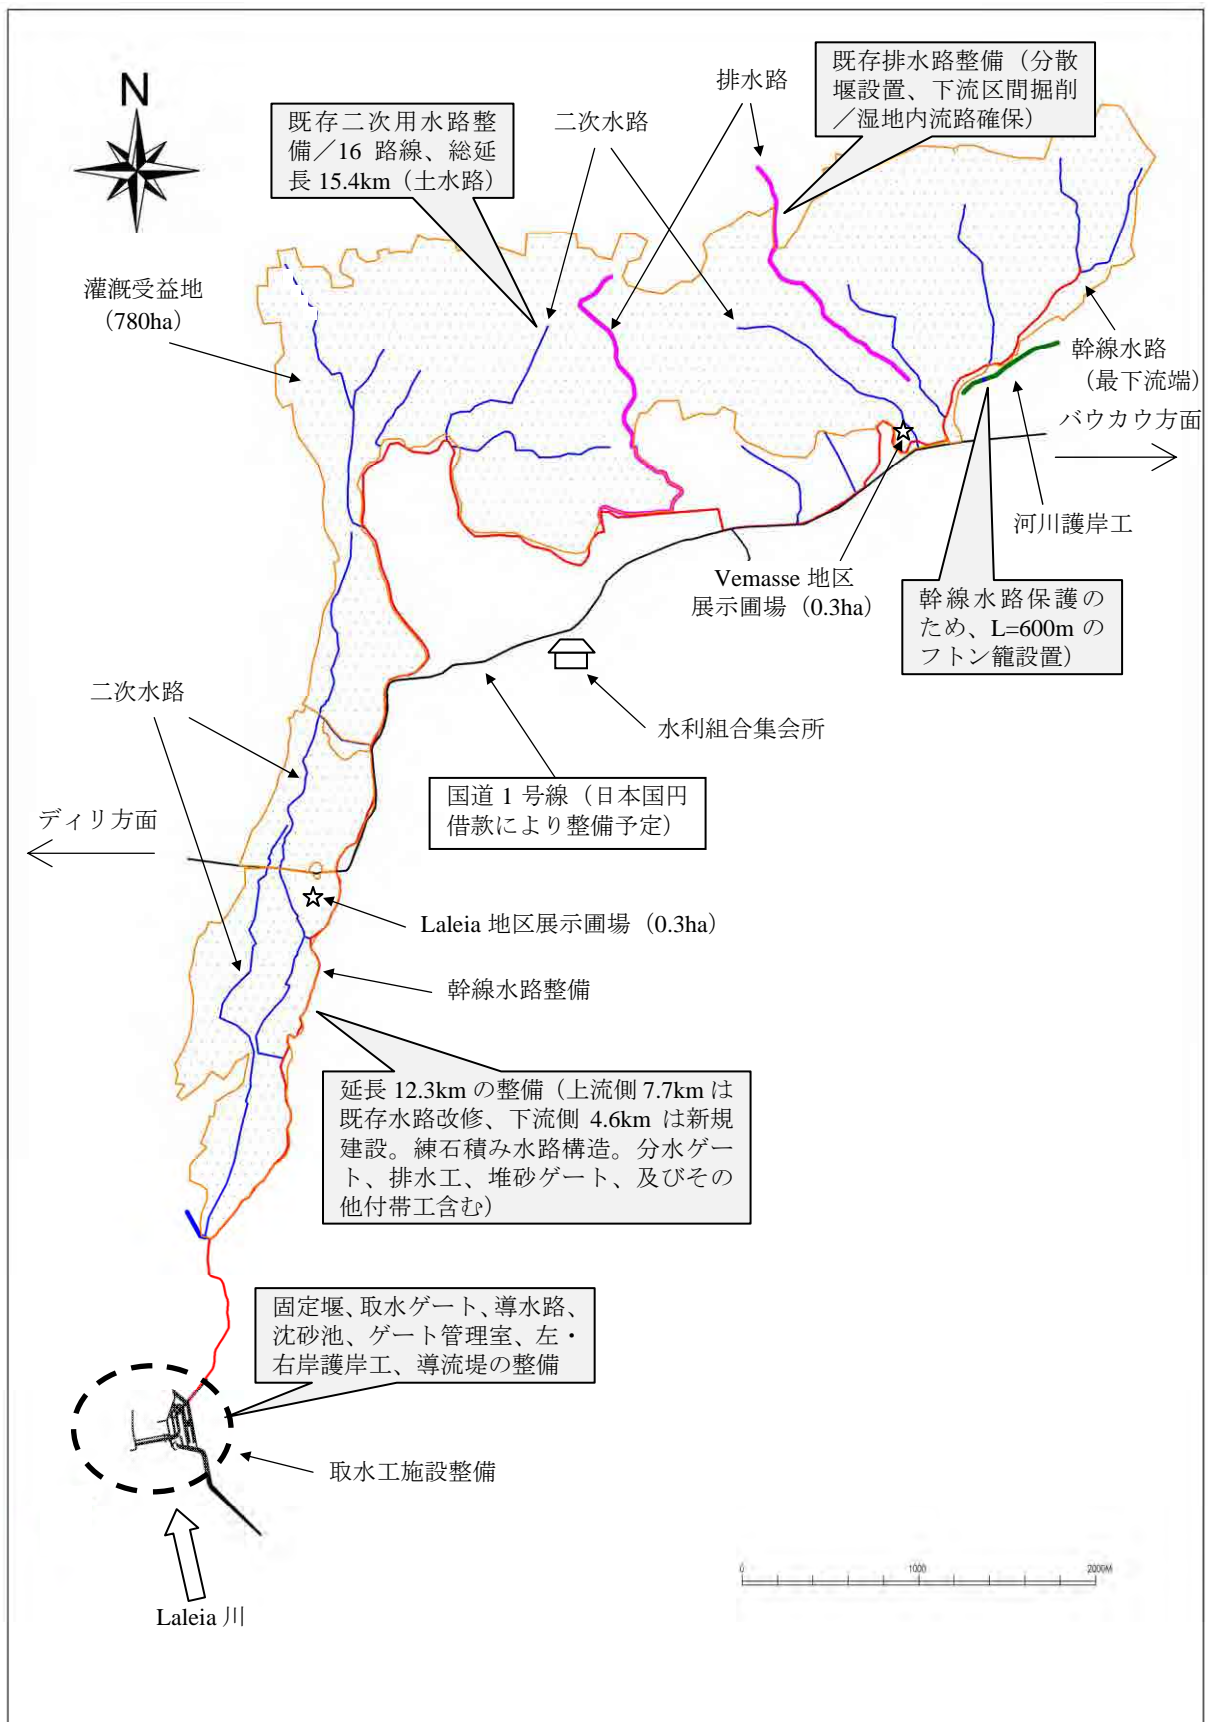 N
既存二次用水路整
備／16 路線、総延
長 15.4km（土水路）
二次水路
排水路
既存排水路整備（分散
堰設置、下流区間掘削
／湿地内流路確保）
灌漑受益地
（780ha）
幹線水路
（最下流端）
バウカウ方面
河川護岸工
Vemasse 地区
展示圃場（0.3ha）
幹線水路保護の
ため、L=600m の
フトン籠設置）
水利組合集会所
二次水路
国道 1 号線（日本国円
借款により整備予定）
ディリ方面
Laleia 地区展示圃場（0.3ha）
幹線水路整備
延長 12.3km の整備（上流側 7.7km は
既存水路改修、下流側 4.6km は新規
建設。練石積み水路構造。分水ゲー
ト、排水工、堆砂ゲート、及びその
他付帯工含む）
固定堰、取水ゲート、導水路、
沈砂池、ゲート管理室、左・
右岸護岸工、導流堤の整備
取水工施設整備
Laleia 川
0 1000 2000M